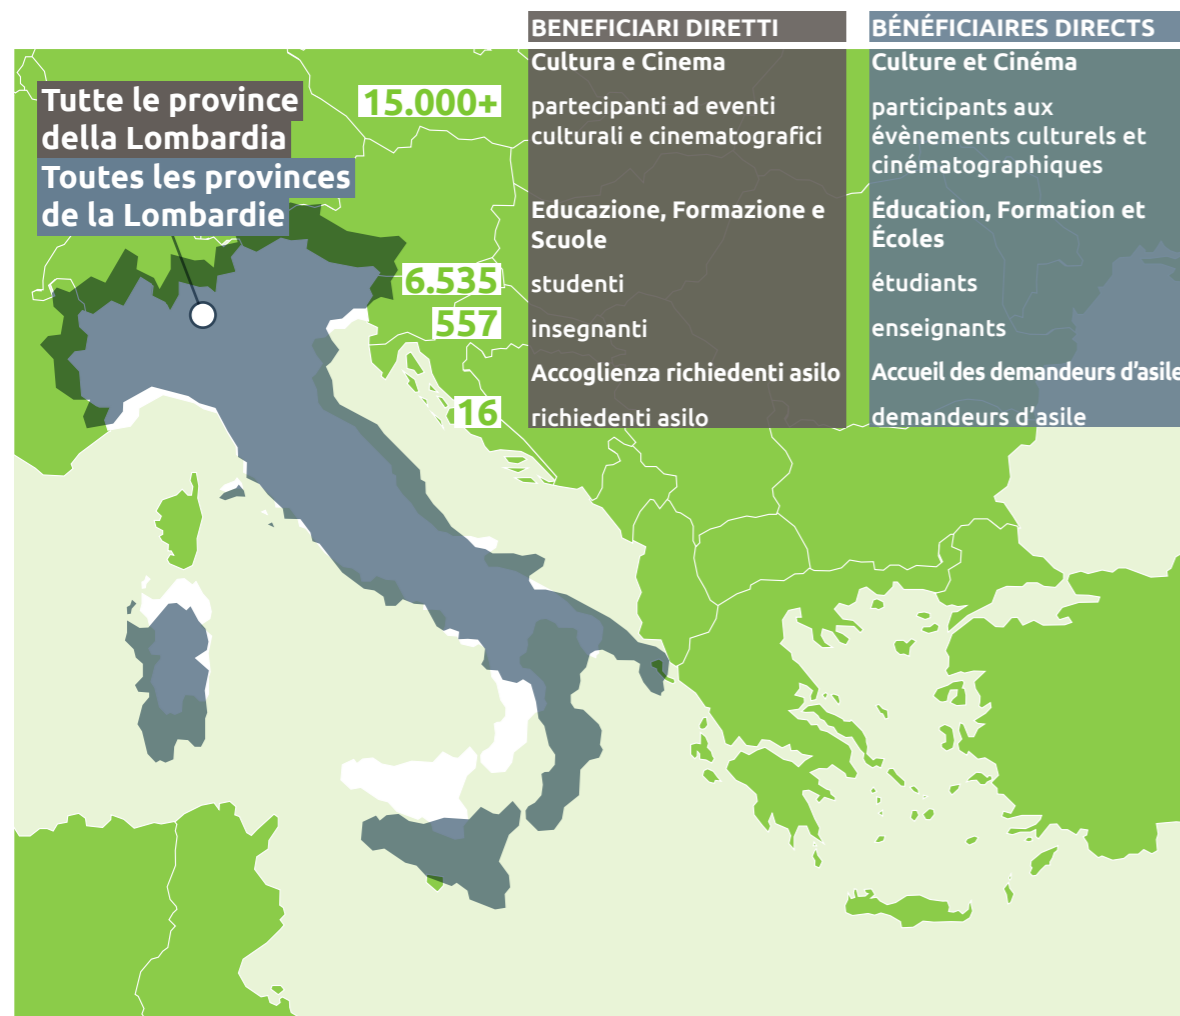 BENEFICIARI DIRETTI
BÉNÉFICIAIRES DIRECTS
Tutte le province
della Lombardia
Toutes les provinces
de la Lombardie
Cultura e Cinema
15.000+
partecipanti ad eventi
culturali e cinematografici
Educazione, Formazione e
Scuole
6.535
studenti
557
insegnanti
Accoglienza richiedenti asilo
16
richiedenti asilo
Culture et Cinéma
participants aux
évènements culturels et
cinématographiques
Éducation, Formation et
Écoles
étudiants
enseignants
Accueil des demandeurs d’asile
demandeurs d’asile